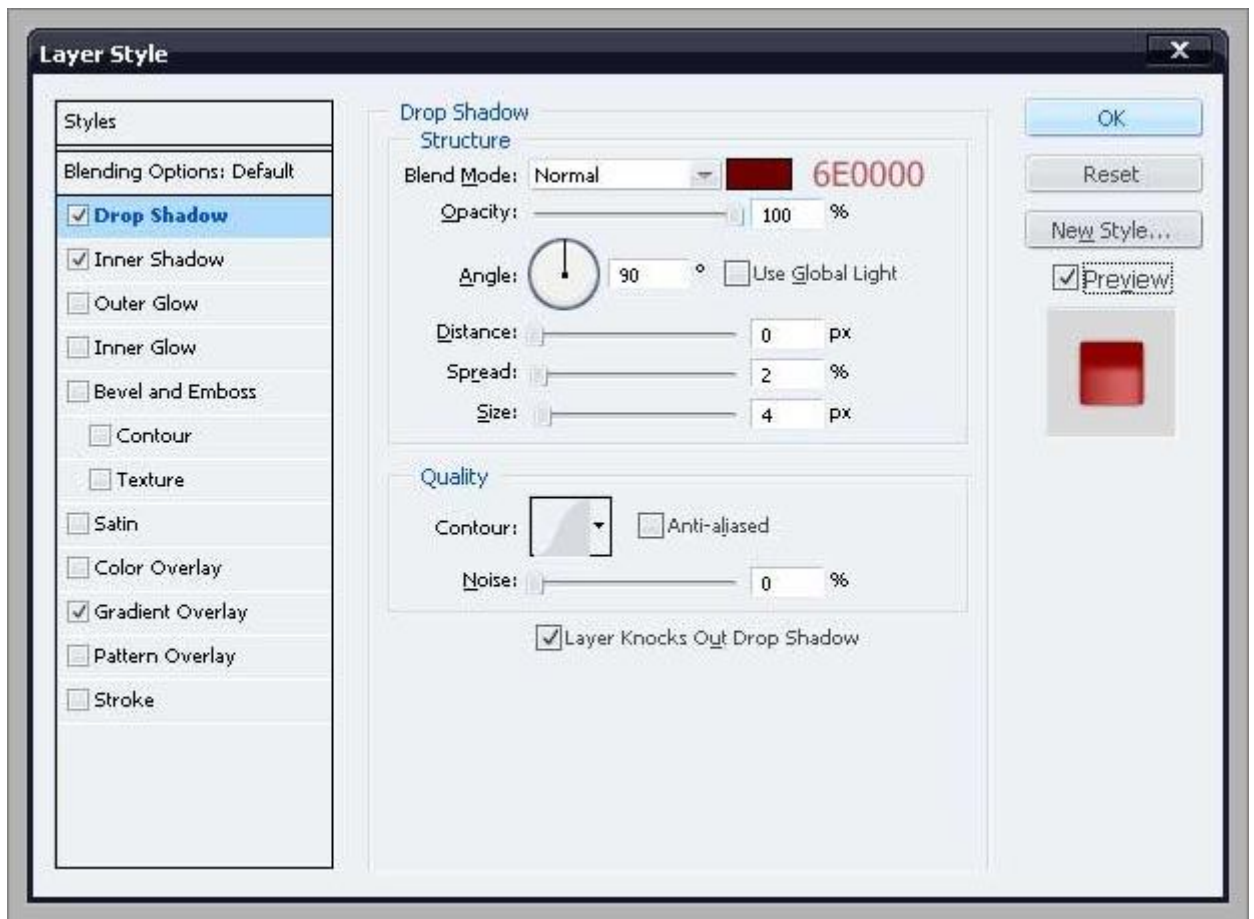 Layer Style
X
Styles
Blending Options: Default
Drop Shadow
Inner Shadow
Outer Glow
Inner Glow
Bevel and Emboss
Contour
Texture
Satin
Color Overlay
Gradient Overlay
Pattern Overlay
Stroke
Drop Shadow
Structure
Blend Mode: Normal 6E0000
Opacity: 100 %
Angle: 90 ° Use Global Light
Distance: 0 px
Spread: 2 %
Size: 4 px
Quality
Contour: Anti-aliased
Noise: 0 %
Layer Knocks Out Drop Shadow
OK
Reset
New Style...
Preview